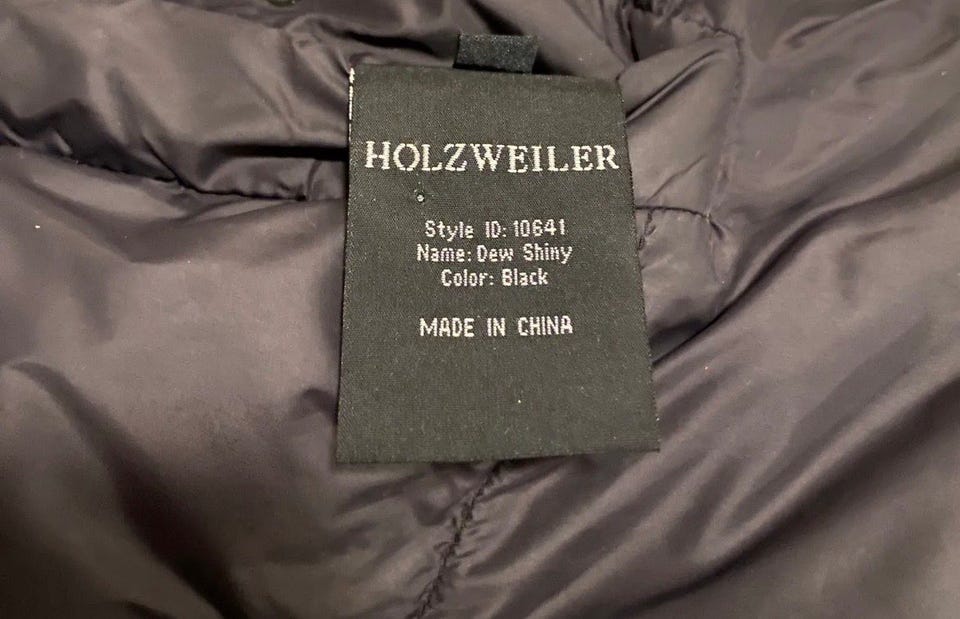 HOLZWEILER
Style ID: 10641
Name: Dew Shiny
Color: Black
MADE IN CHINA